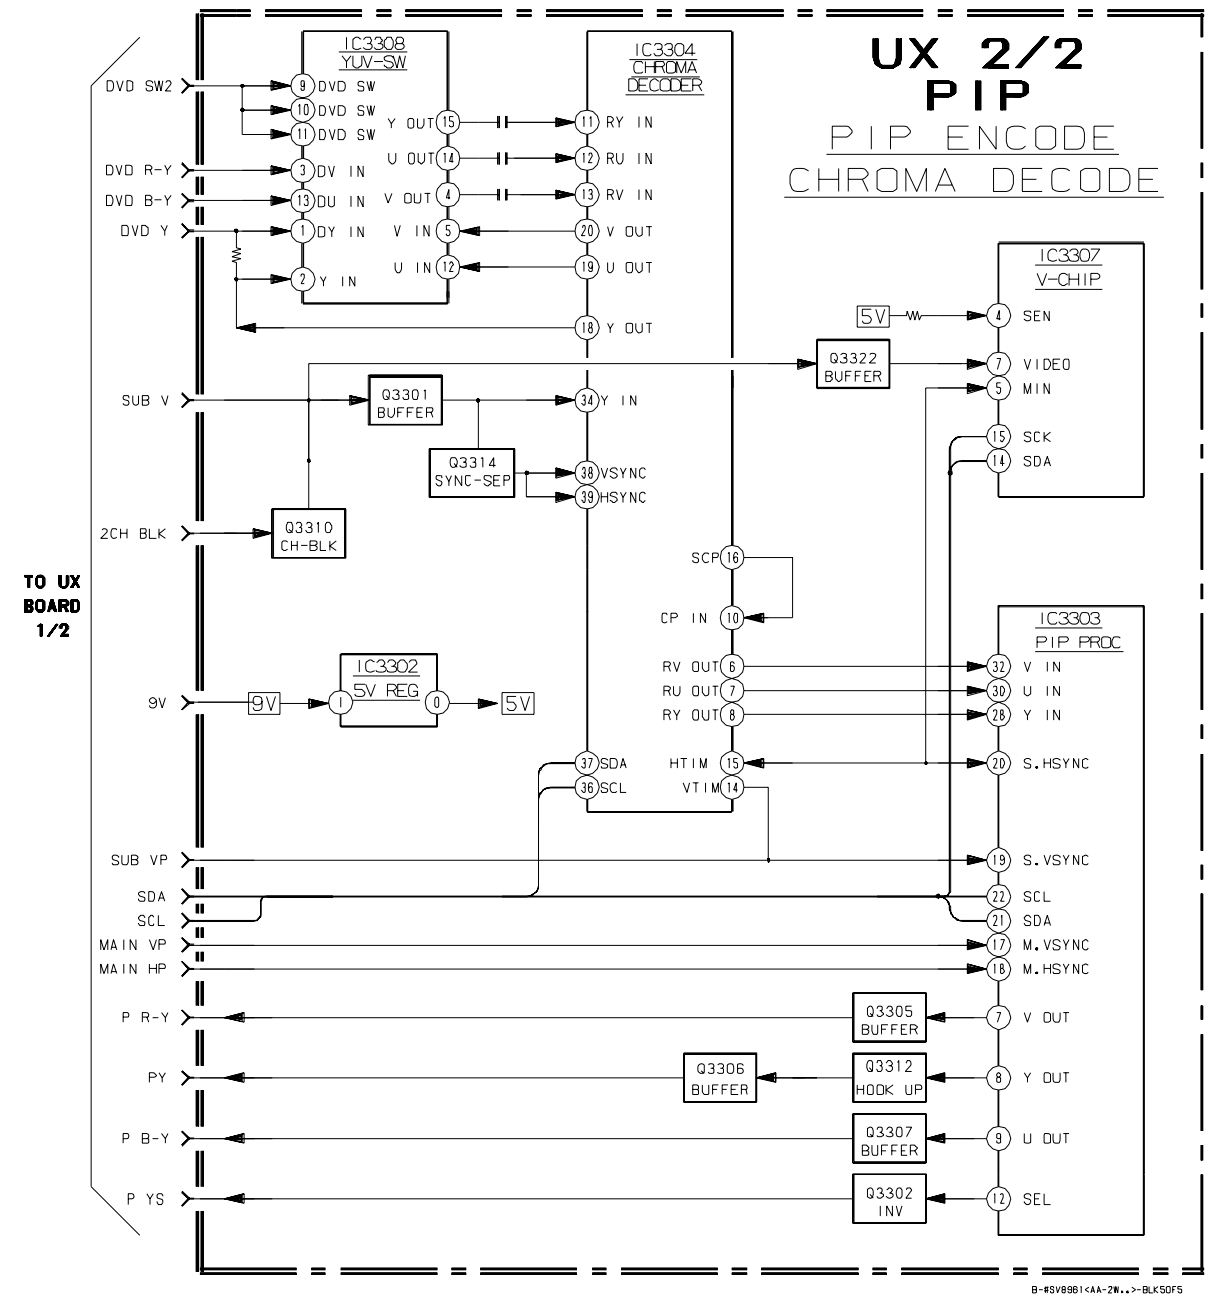 UX 2/2
PIP
PIP ENCODE
CHROMA DECODE
IC3308
YUV-SW
9 DVD SW
10 DVD SW
11 DVD SW
3 DV IN
13 DU IN
1 DY IN
2 Y IN
Y OUT 15
U OUT 14
V OUT 4
V IN 5
U IN 12
IC3304
CHROMA
DECODER
11 RY IN
12 RU IN
13 RV IN
20 V OUT
19 U OUT
18 Y OUT
34 Y IN
38 VSYNC
39 HSYNC
SCP 16
CP IN 10
RV OUT 6
RU OUT 7
RY OUT 8
HTIM 15
VTIM 14
37 SDA
36 SCL
IC3307
V-CHIP
5V
4 SEN
7 VIDEO
5 MIN
15 SCK
14 SDA
Q3322
BUFFER
Q3301
BUFFER
Q3314
SYNC-SEP
Q3310
CH-BLK
IC3302
5V REG
9V
I
O
5V
IC3303
PIP PROC
32 V IN
30 U IN
28 Y IN
20 S.HSYNC
19 S.VSYNC
22 SCL
21 SDA
17 M.VSYNC
18 M.HSYNC
7 V OUT
8 Y OUT
9 U OUT
12 SEL
Q3305
BUFFER
Q3306
BUFFER
Q3312
HOOK UP
Q3307
BUFFER
Q3302
INV
DVD SW2
DVD R-Y
DVD B-Y
DVD Y
SUB V
2CH BLK
TO UX
BOARD
1/2
9V
SUB VP
SDA
SCL
MAIN VP
MAIN HP
P R-Y
PY
P B-Y
P YS
B-#SV8961<AA-2W..>-BLK5OF5